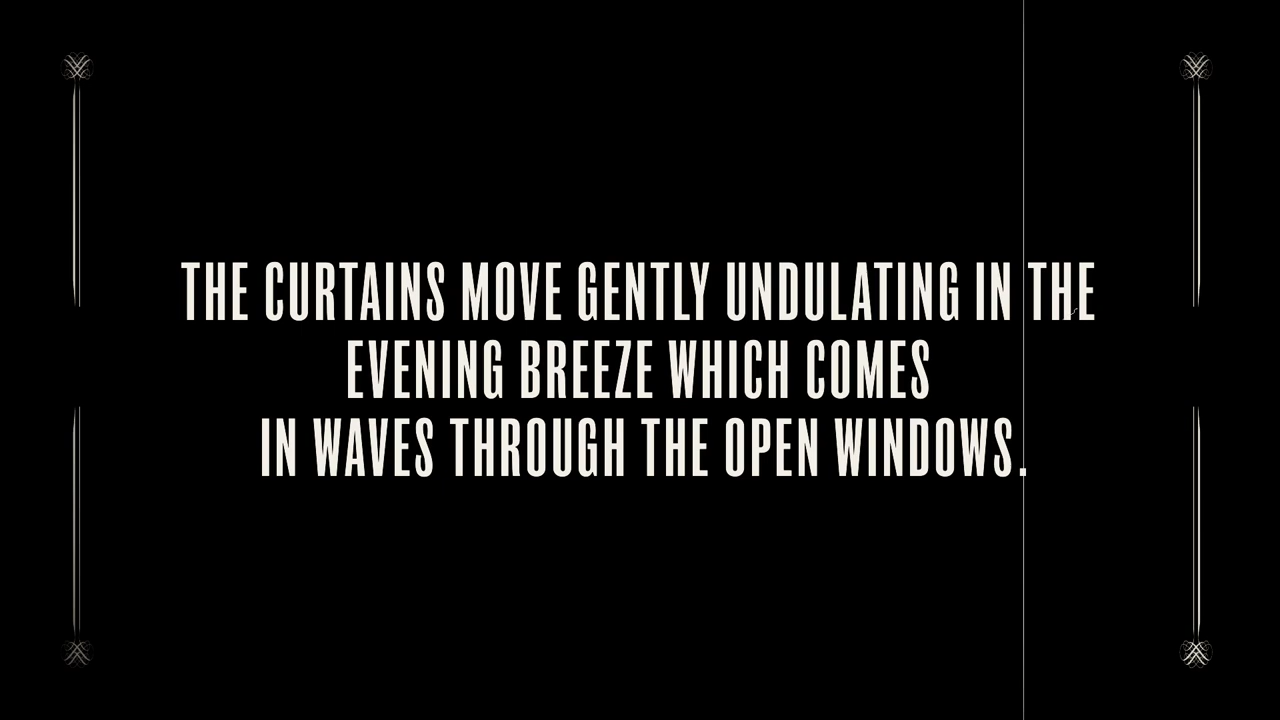 THE CURTAINS MOVE GENTLY UNDULATING IN THE
EVENING BREEZE WHICH COMES
IN WAVES THROUGH THE OPEN WINDOWS.